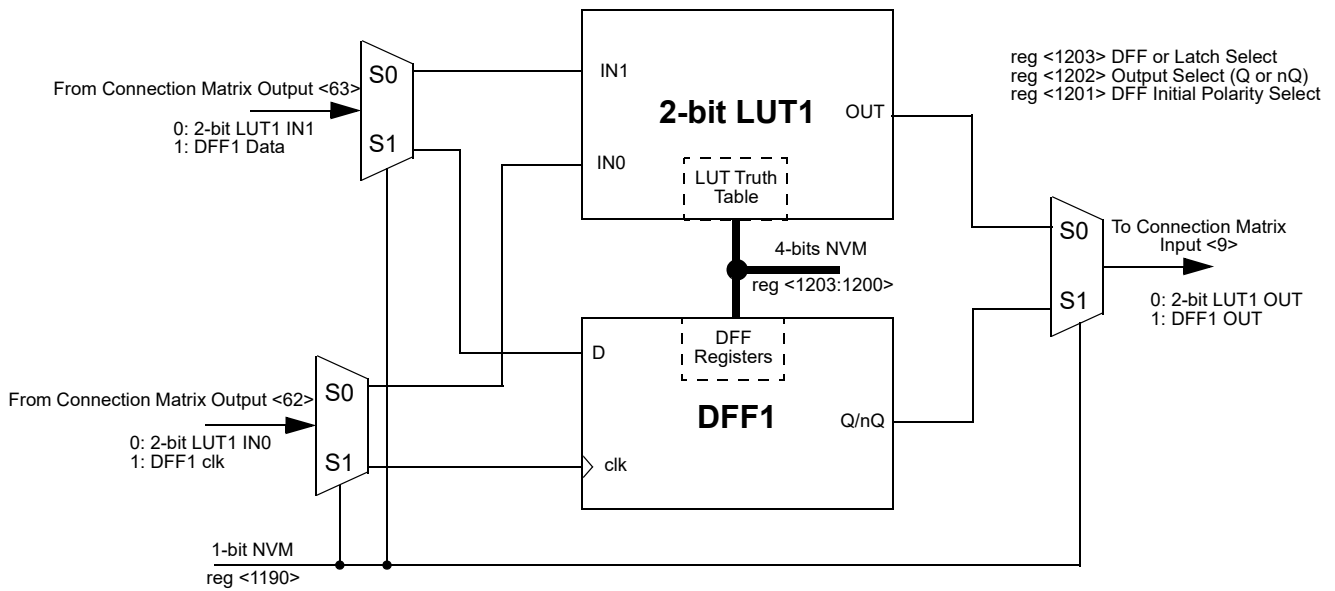 reg <1203> DFF or Latch Select
reg <1202> Output Select (Q or nQ)
reg <1201> DFF Initial Polarity Select
From Connection Matrix Output <63>
0: 2-bit LUT1 IN1
1: DFF1 Data
S0
S1
IN1
2-bit LUT1
OUT
IN0
LUT Truth
Table
4-bits NVM
reg <1203:1200>
S0
S1
To Connection Matrix
Input <9>
0: 2-bit LUT1 OUT
1: DFF1 OUT
From Connection Matrix Output <62>
0: 2-bit LUT1 IN0
1: DFF1 clk
S0
S1
D
DFF
Registers
DFF1
Q/nQ
clk
1-bit NVM
reg <1190>